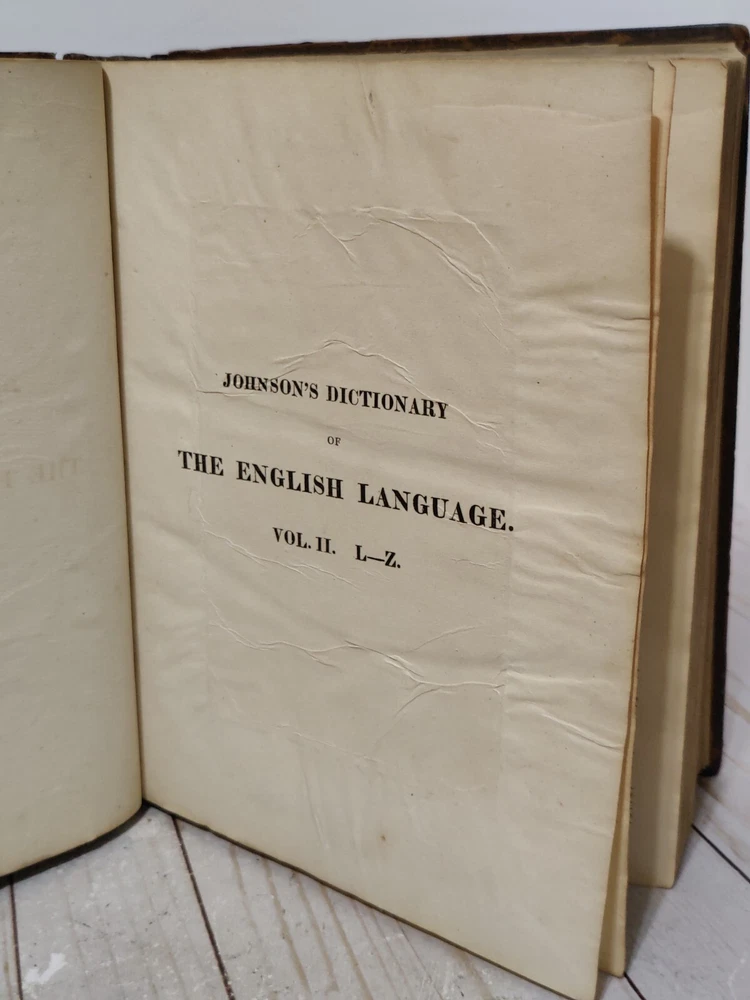 JOHNSON'S DICTIONARY
OF
THE ENGLISH LANGUAGE.
VOL. II. L—Z.